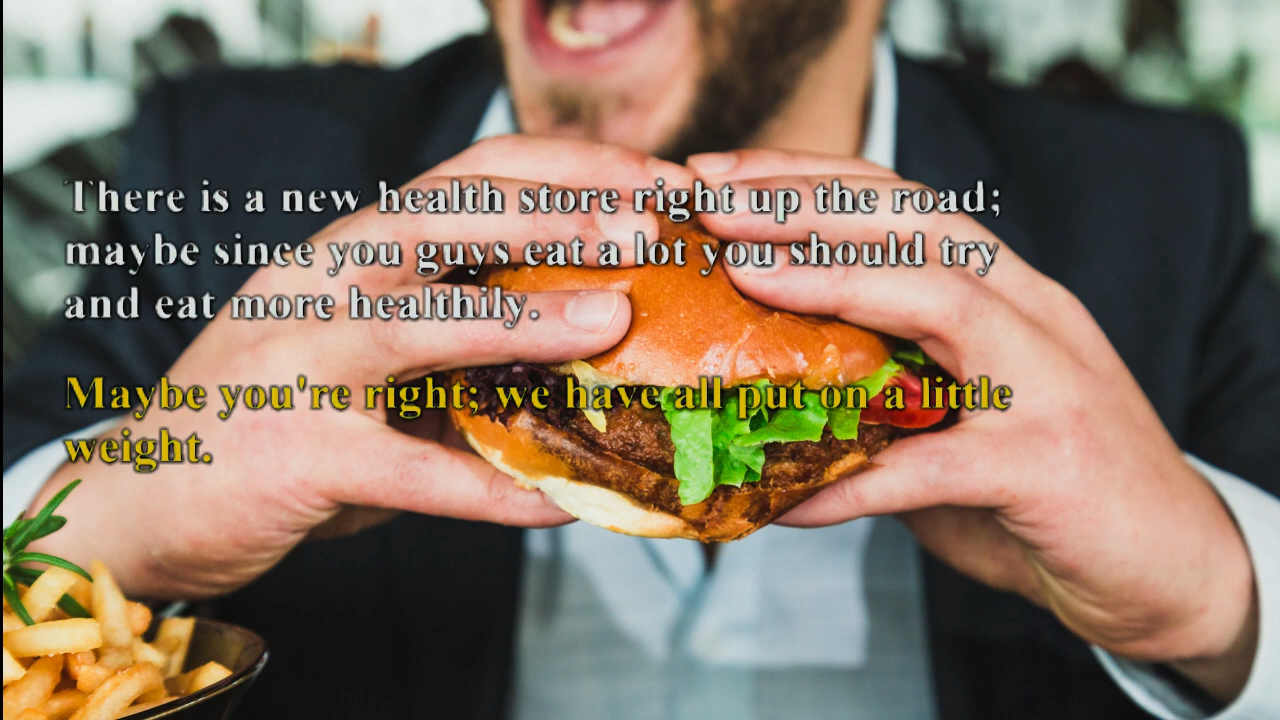 There is a new health store right up the road;
maybe since you guys eat a lot you should try
and eat more healthily.
Maybe you're right; we have all put on a little
weight.